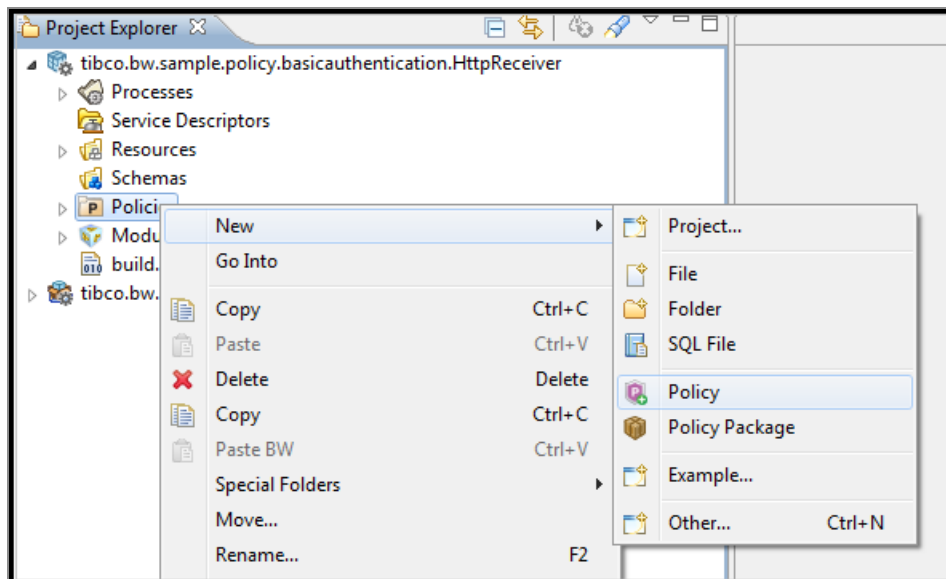 Project Explorer
tibco.bw.sample.policy.basicauthentication.HttpReceiver
Processes
Service Descriptors
Resources
Schemas
Polici
Modu
build.
tibco.bw.
New
Go Into
Copy Ctrl+C
Paste Ctrl+V
Delete Delete
Copy Ctrl+C
Paste BW Ctrl+V
Special Folders
Move...
Rename... F2
Project...
File
Folder
SQL File
Policy
Policy Package
Example...
Other... Ctrl+N